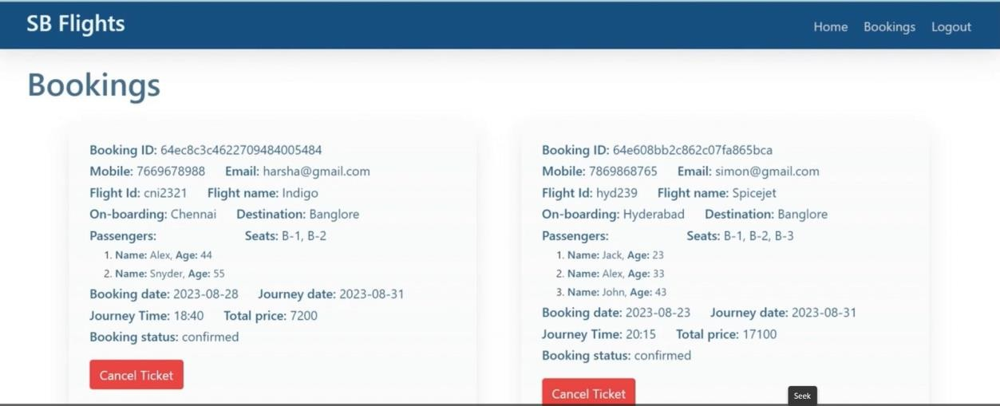 SB Flights
Home Bookings Logout
Bookings
Booking ID: 64ec8c3c4622709484005484
Mobile: 7669678988 Email: harsha@gmail.com
Flight Id: cni2321 Flight name: Indigo
On-boarding: Chennai Destination: Banglore
Passengers: Seats: B-1, B-2
1. Name: Alex, Age: 44
2. Name: Snyder, Age: 55
Booking date: 2023-08-28 Journey date: 2023-08-31
Journey Time: 18:40 Total price: 7200
Booking status: confirmed
Cancel Ticket
Booking ID: 64e608bb2c862c07fa865bca
Mobile: 7869868765 Email: simon@gmail.com
Flight Id: hyd239 Flight name: Spicejet
On-boarding: Hyderabad Destination: Banglore
Passengers: Seats: B-1, B-2, B-3
1. Name: Jack, Age: 23
2. Name: Alex, Age: 33
3. Name: John, Age: 43
Booking date: 2023-08-23 Journey date: 2023-08-31
Journey Time: 20:15 Total price: 17100
Booking status: confirmed
Cancel Ticket
Seek